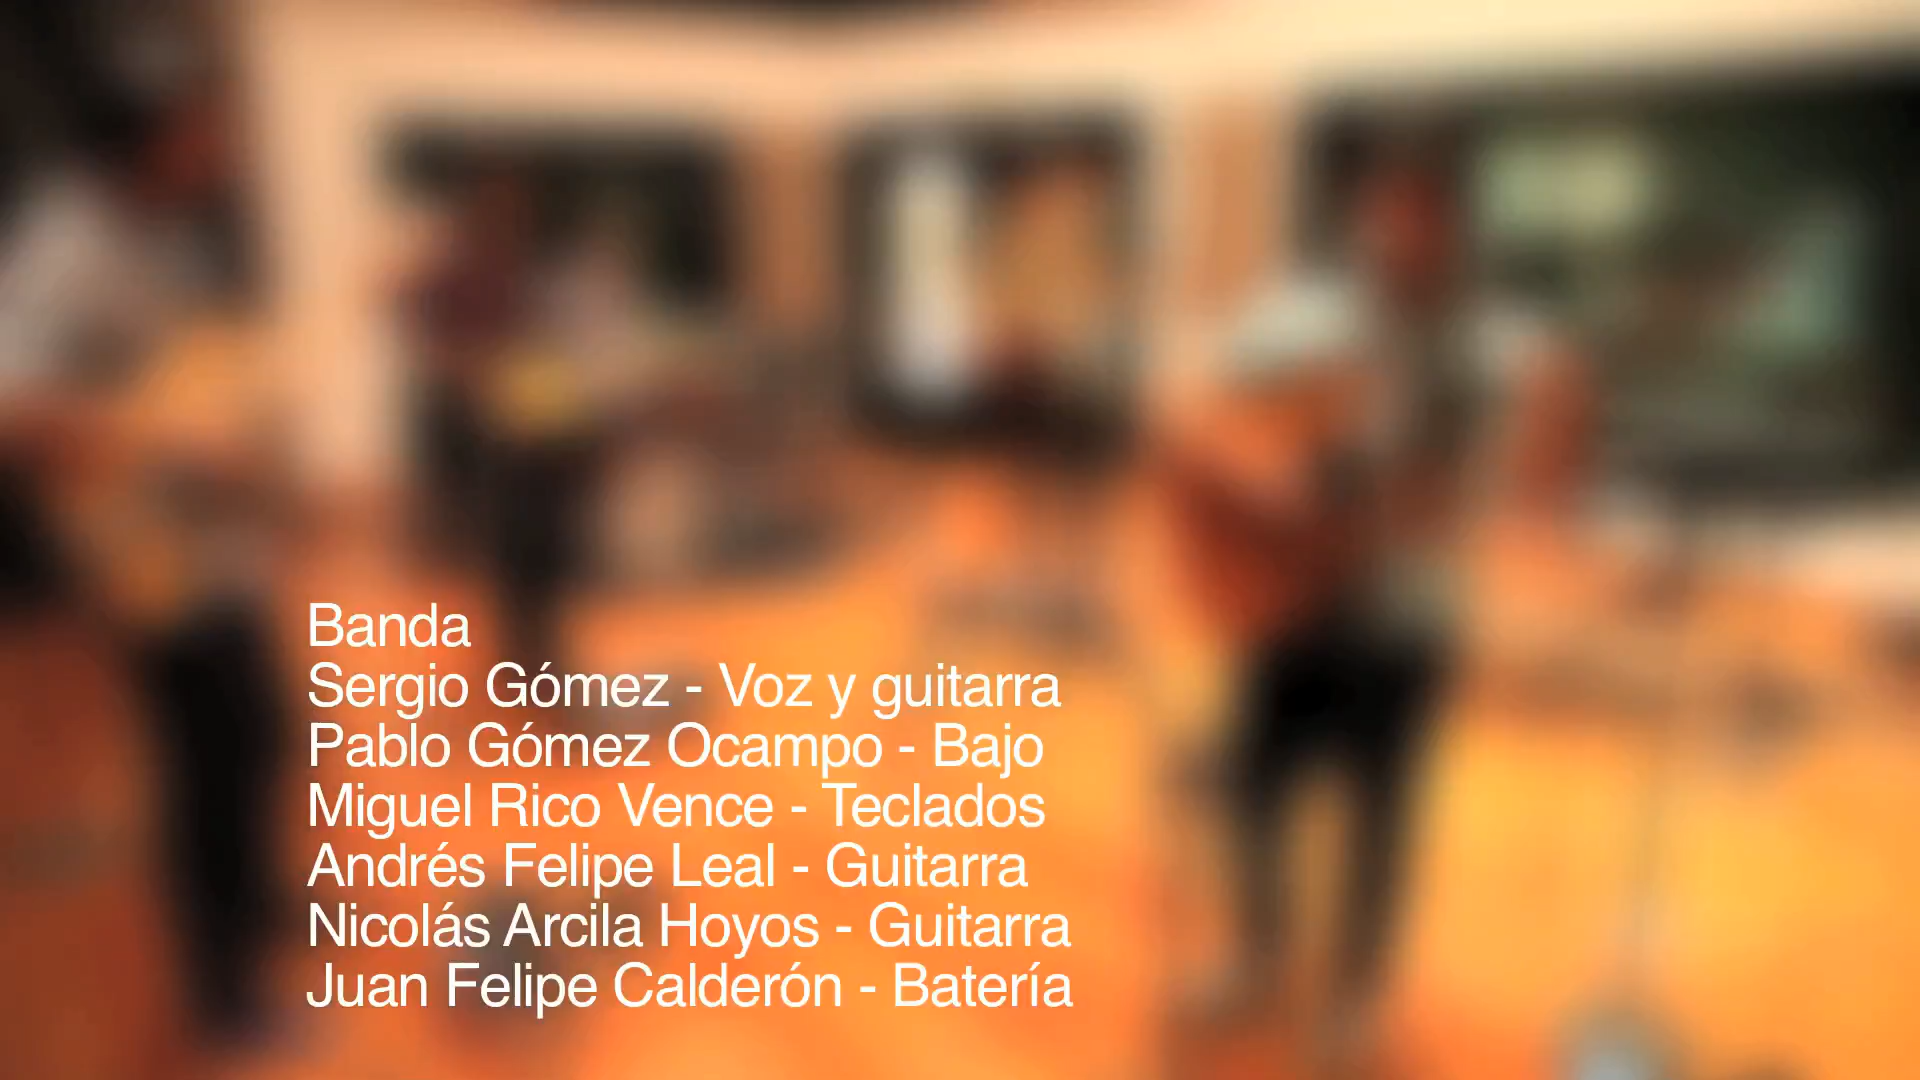 Banda
Sergio Gómez - Voz y guitarra
Pablo Gómez Ocampo - Bajo
Miguel Rico Vence - Teclados
Andrés Felipe Leal - Guitarra
Nicolás Arcila Hoyos - Guitarra
Juan Felipe Calderón - Batería